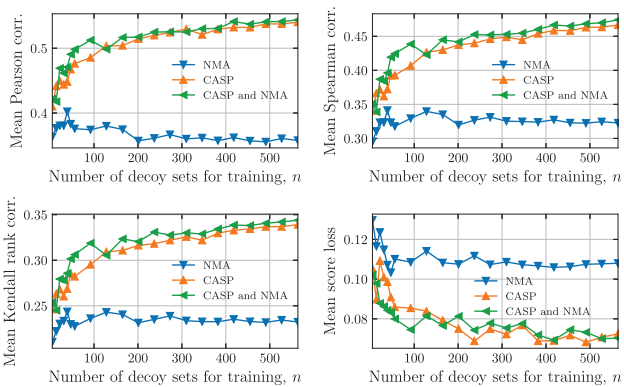 Mean Pearson corr.
0.5
0.4
NMA
CASP
CASP and NMA
100 200 300 400 500
Number of decoy sets for training, n
Mean Spearman corr.
0.45
0.40
0.35
0.30
NMA
CASP
CASP and NMA
100 200 300 400 500
Number of decoy sets for training, n
Mean Kendall rank corr.
0.35
0.30
0.25
NMA
CASP
CASP and NMA
100 200 300 400 500
Number of decoy sets for training, n
Mean score loss
0.12
0.10
0.08
NMA
CASP
CASP and NMA
100 200 300 400 500
Number of decoy sets for training, n